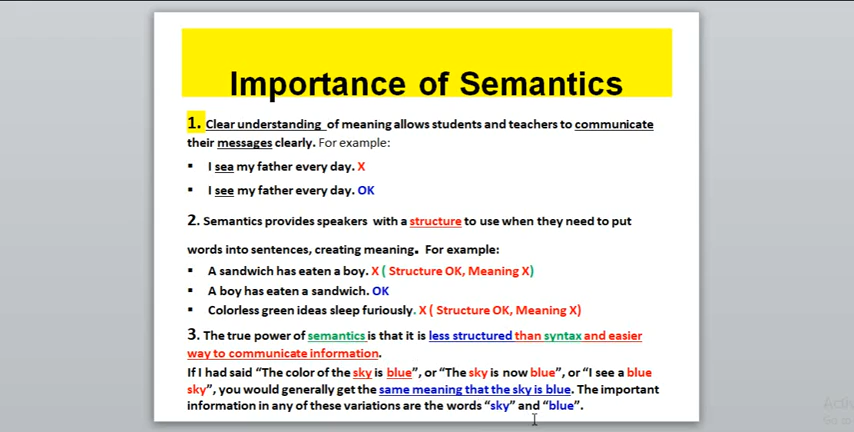 Importance of Semantics
1. Clear understanding of meaning allows students and teachers to communicate
their messages clearly. For example:
▪ I sea my father every day. X
▪ I see my father every day. OK
2. Semantics provides speakers with a structure to use when they need to put
words into sentences, creating meaning. For example:
▪ A sandwich has eaten a boy. X ( Structure OK, Meaning X)
▪ A boy has eaten a sandwich. OK
▪ Colorless green ideas sleep furiously. X ( Structure OK, Meaning X)
3. The true power of semantics is that it is less structured than syntax and easier
way to communicate information.
If I had said “The color of the sky is blue”, or “The sky is now blue”, or “I see a blue
sky”, you would generally get the same meaning that the sky is blue. The important
information in any of these variations are the words “sky” and “blue”.